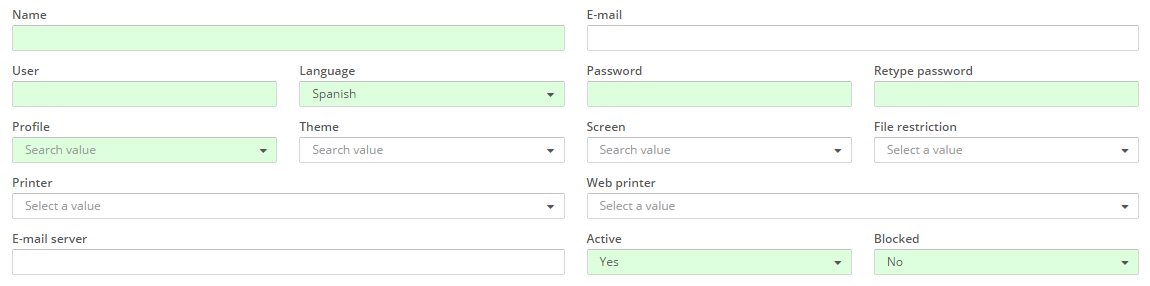 Name E-mail
User Language Password Retype password
Spanish
Profile Theme Screen File restriction
Search value Search value Search value Select a value
Printer Web printer
Select a value Select a value
E-mail server Active Blocked
Yes No